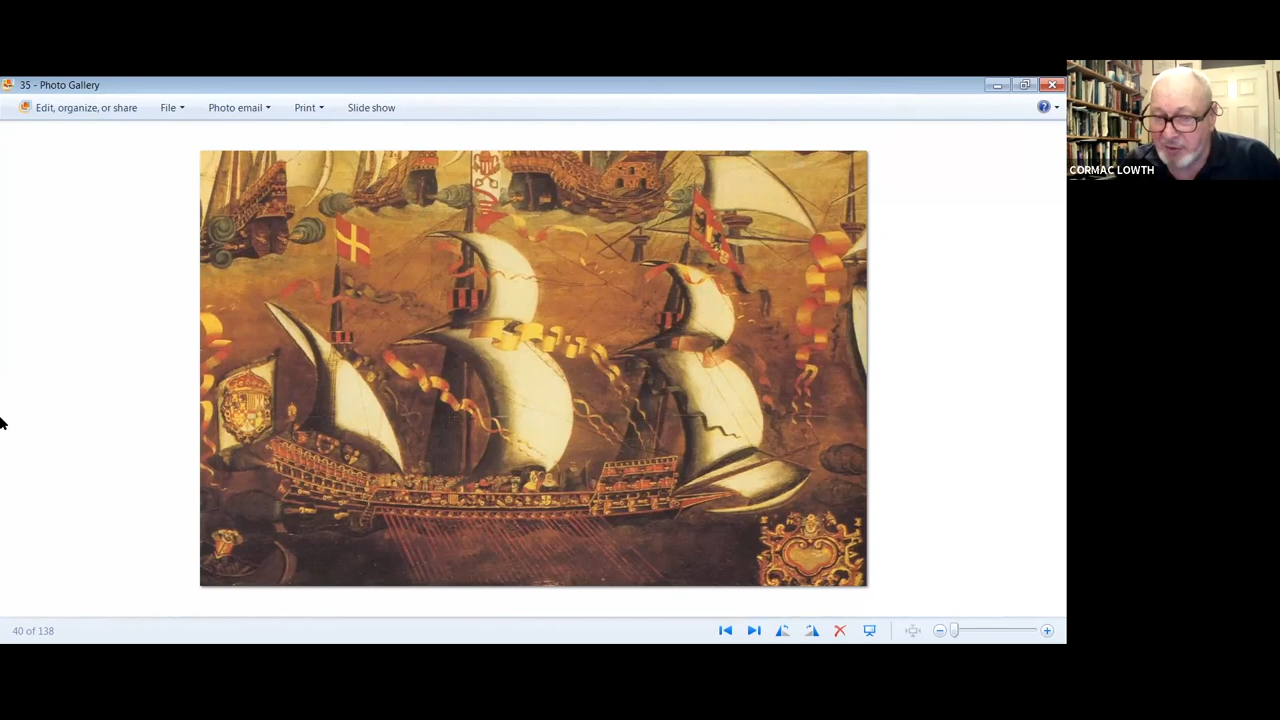 35 - Photo Gallery
Edit, organize, or share File Photo email Print Slide show
CORMAC LOWTH
40 of 138